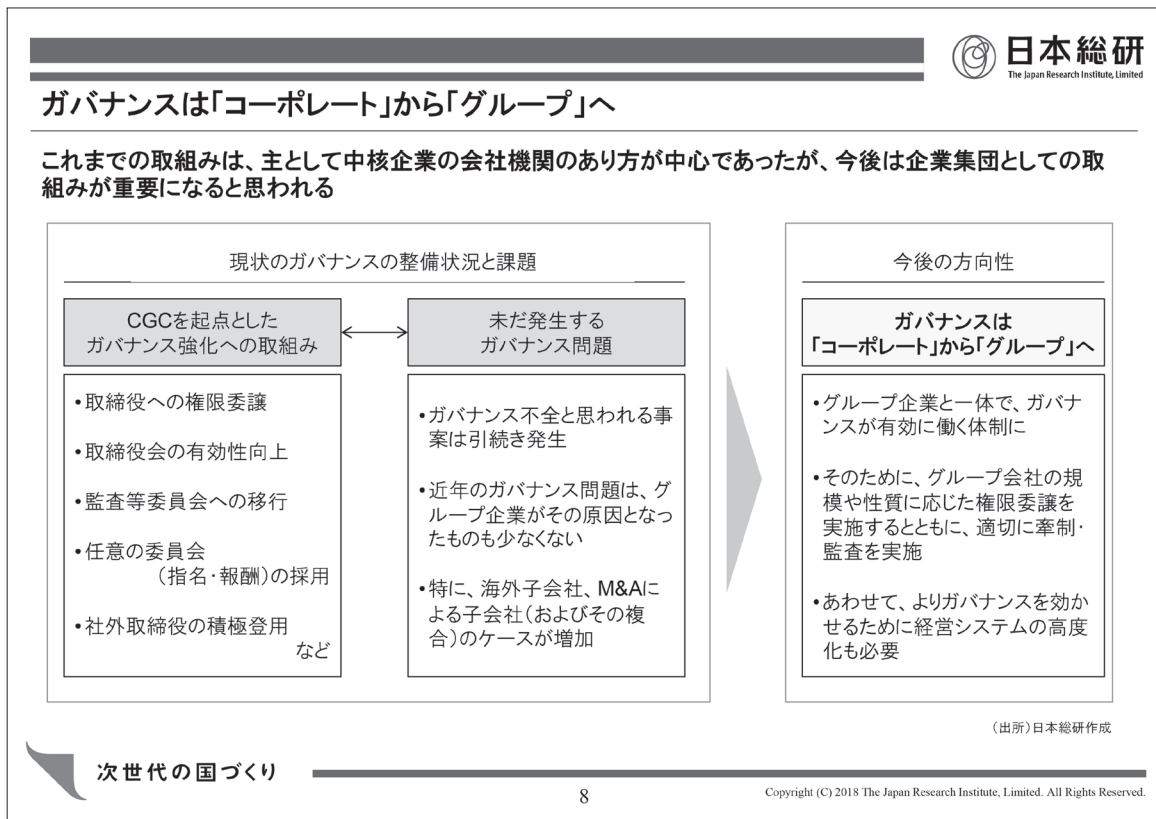 日本総研
The Japan Research Institute, Limited
ガバナンスは「コーポレート」から「グループ」へ
これまでの取組みは、主として中核企業の会社機関のあり方が中心であったが、今後は企業集団としての取
組みが重要になると思われる
現状のガバナンスの整備状況と課題
CGCを起点とした
ガバナンス強化への取組み
•取締役への権限委譲
•取締役会の有効性向上
•監査等委員会への移行
•任意の委員会
（指名・報酬）の採用
•社外取締役の積極登用
など
未だ発生する
ガバナンス問題
•ガバナンス不全と思われる事
案は引続き発生
•近年のガバナンス問題は、グ
ループ企業がその原因となっ
たものも少なくない
•特に、海外子会社、M&Aに
よる子会社（およびその複
合）のケースが増加
今後の方向性
ガバナンスは
「コーポレート」から「グループ」へ
•グループ企業と一体で、ガバナ
ンスが有効に働く体制に
•そのために、グループ会社の規
模や性質に応じた権限委譲を
実施するとともに、適切に牽制・
監査を実施
•あわせて、よりガバナンスを効か
せるために経営システムの高度
化も必要
（出所）日本総研作成
次世代の国づくり
8
Copyright (C) 2018 The Japan Research Institute, Limited. All Rights Reserved.